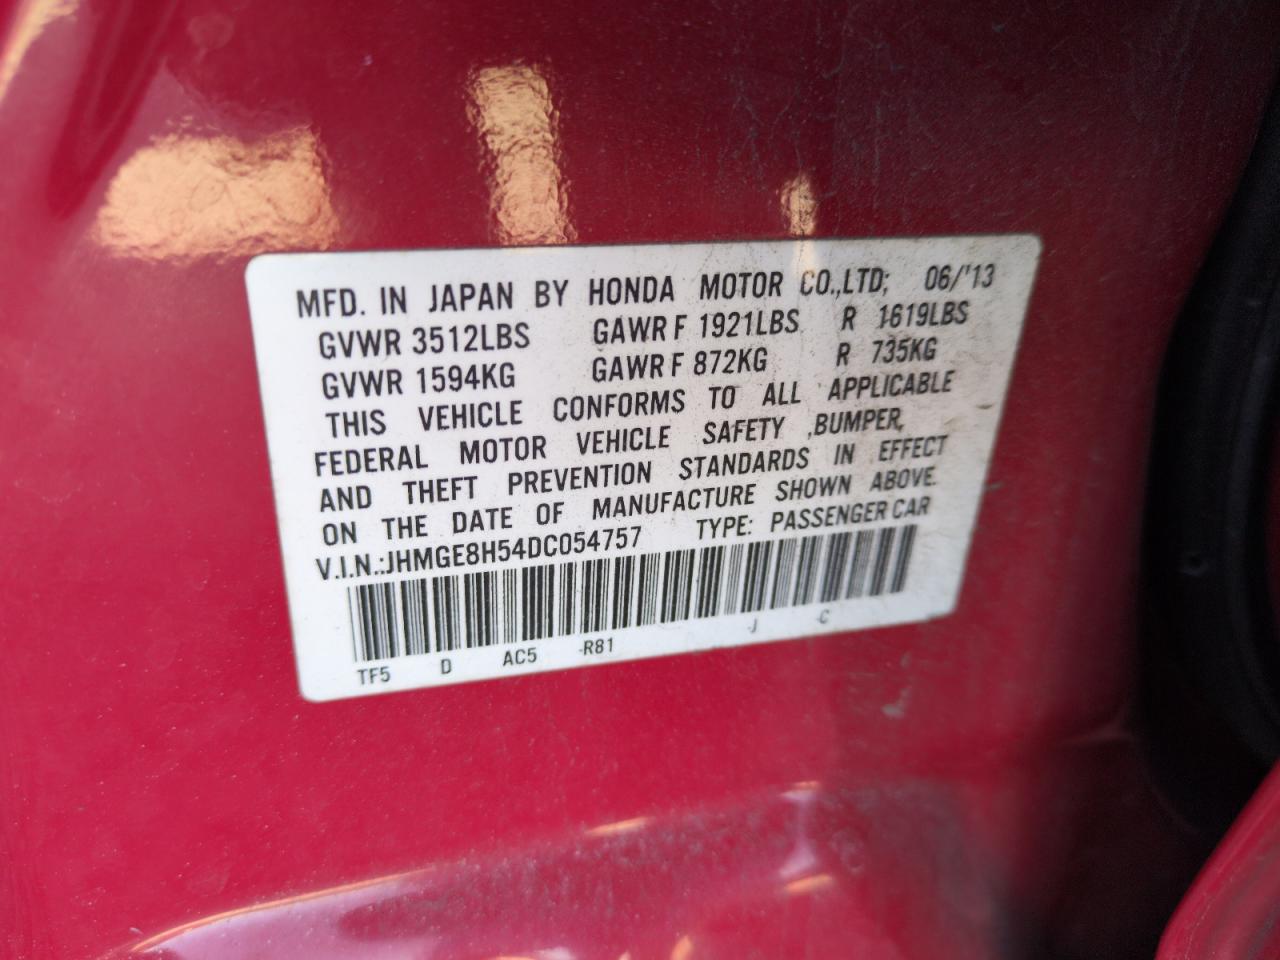 MFD. IN JAPAN BY HONDA MOTOR CO.,LTD; 06/'13
GVWR 3512LBS GAWR F 1921LBS R 1619LBS
GVWR 1594KG GAWR F 872KG R 735KG
THIS VEHICLE CONFORMS TO ALL APPLICABLE
FEDERAL MOTOR VEHICLE SAFETY ,BUMPER,
AND THEFT PREVENTION STANDARDS IN EFFECT
ON THE DATE OF MANUFACTURE SHOWN ABOVE.
V.I.N.:JHMGE8H54DC054757 TYPE: PASSENGER CAR
TF5 D AC5 -R81 -J -C